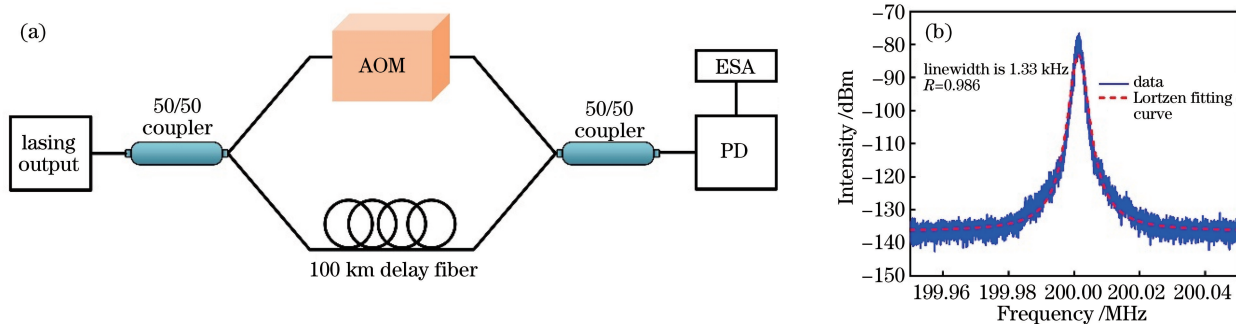 (a)
AOM
ESA
50/50
coupler
50/50
coupler
lasing
output
PD
100 km delay fiber
(b)
linewidth is 1.33 kHz
R=0.986
data
Lortzen fitting
curve
Intensity /dBm
−70
−80
−90
−100
−110
−120
−130
−140
−150
199.96 199.98 200.00 200.02 200.04
Frequency /MHz